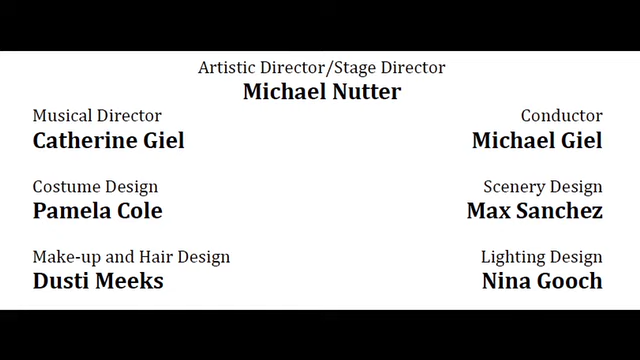 Artistic Director/Stage Director
Michael Nutter
Musical Director
Conductor
Catherine Giel
Michael Giel
Costume Design
Scenery Design
Pamela Cole
Max Sanchez
Make-up and Hair Design
Lighting Design
Dusti Meeks
Nina Gooch